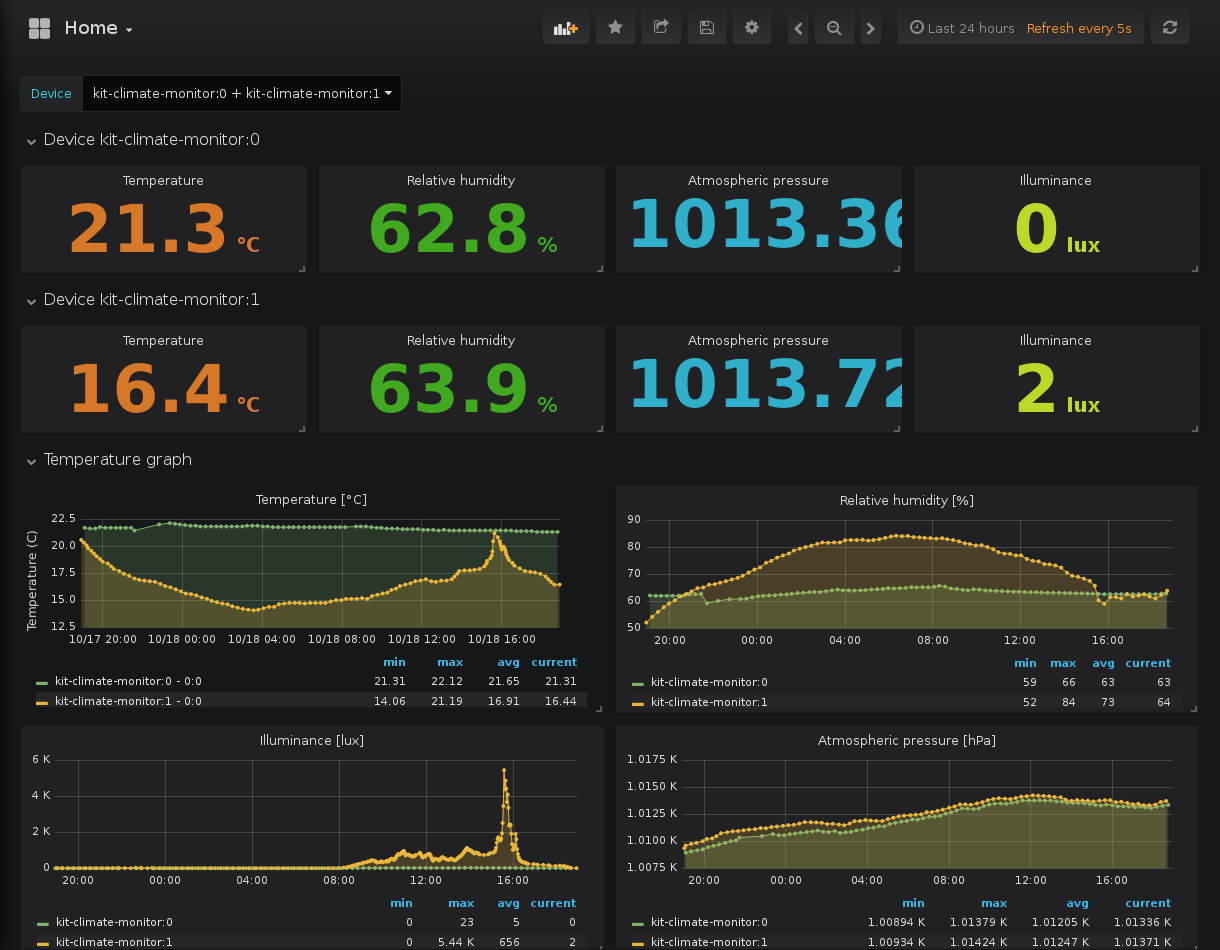 Home
Last 24 hours Refresh every 5s
Device kit-climate-monitor:0 + kit-climate-monitor:1
Device kit-climate-monitor:0
Temperature Relative humidity Atmospheric pressure Illuminance
21.3 °C 62.8 % 1013.36 0 lux
Device kit-climate-monitor:1
Temperature Relative humidity Atmospheric pressure Illuminance
16.4 °C 63.9 % 1013.72 2 lux
Temperature graph
Temperature [°C]
Temperature (C)
22.5
20.0
17.5
15.0
12.5
10/17 20:00 10/18 00:00 10/18 04:00 10/18 08:00 10/18 12:00 10/18 16:00
min max avg current
kit-climate-monitor:0 - 0:0 21.31 22.12 21.65 21.31
kit-climate-monitor:1 - 0:0 14.06 21.19 16.91 16.44
Relative humidity [%]
90
80
70
60
50
20:00 00:00 04:00 08:00 12:00 16:00
min max avg current
kit-climate-monitor:0 59 66 63 63
kit-climate-monitor:1 52 84 73 64
Illuminance [lux]
6 K
4 K
2 K
0
20:00 00:00 04:00 08:00 12:00 16:00
min max avg current
kit-climate-monitor:0 0 23 5 0
kit-climate-monitor:1 0 5.44 K 656 2
Atmospheric pressure [hPa]
1.0175 K
1.0150 K
1.0125 K
1.0100 K
1.0075 K
20:00 00:00 04:00 08:00 12:00 16:00
min max avg current
kit-climate-monitor:0 1.00894 K 1.01379 K 1.01205 K 1.01336 K
kit-climate-monitor:1 1.00934 K 1.01424 K 1.01247 K 1.01371 K